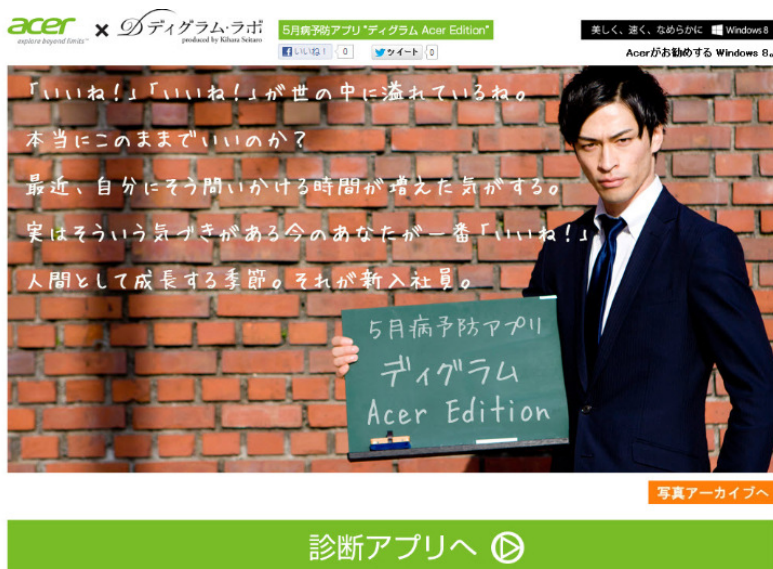 acer
explore beyond limits™
×
ディグラム・ラボ
produced by Kihara Seitaro
5月病予防アプリ"ディグラム Acer Edition"
いいね! 0
ツイート 0
美しく、速く、なめらかに Windows 8
Acerがお勧めする Windows 8。
「いいね!」「いいね!」が世の中に溢れているね。
本当にこのままでいいのか?
最近、自分にそう問いかける時間が増えた気がする。
実はそういう気づきがある今のあなたが一番「いいね!」
人間として成長する季節。それが新入社員。
5月病予防アプリ
ディグラム
Acer Edition
写真アーカイブへ
診断アプリへ